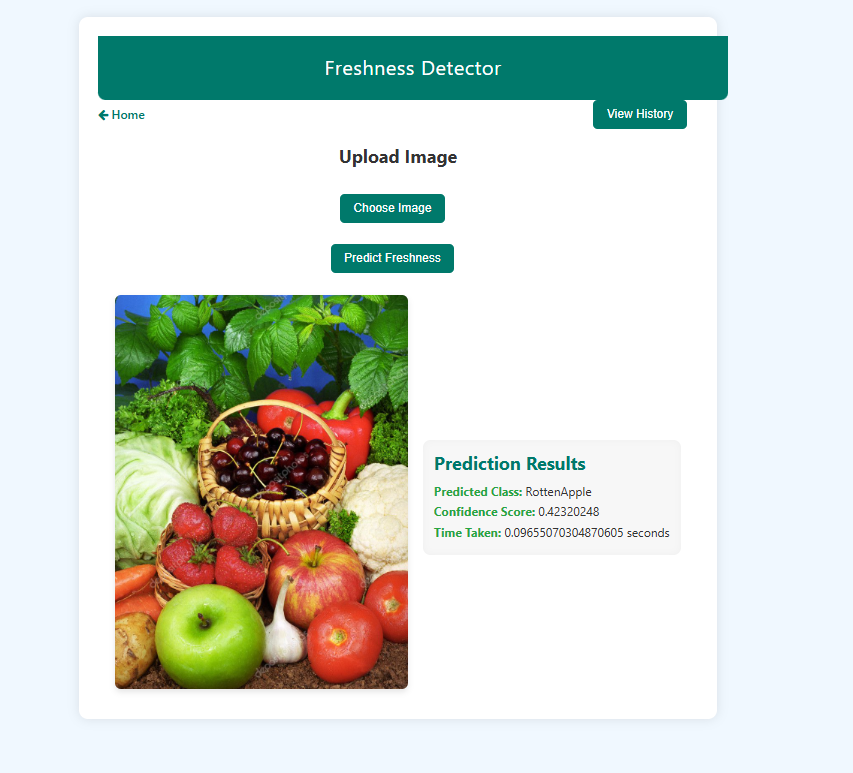 Freshness Detector
Home
View History
Upload Image
Choose Image
Predict Freshness
Prediction Results
Predicted Class: RottenApple
Confidence Score: 0.42320248
Time Taken: 0.09655070304870605 seconds